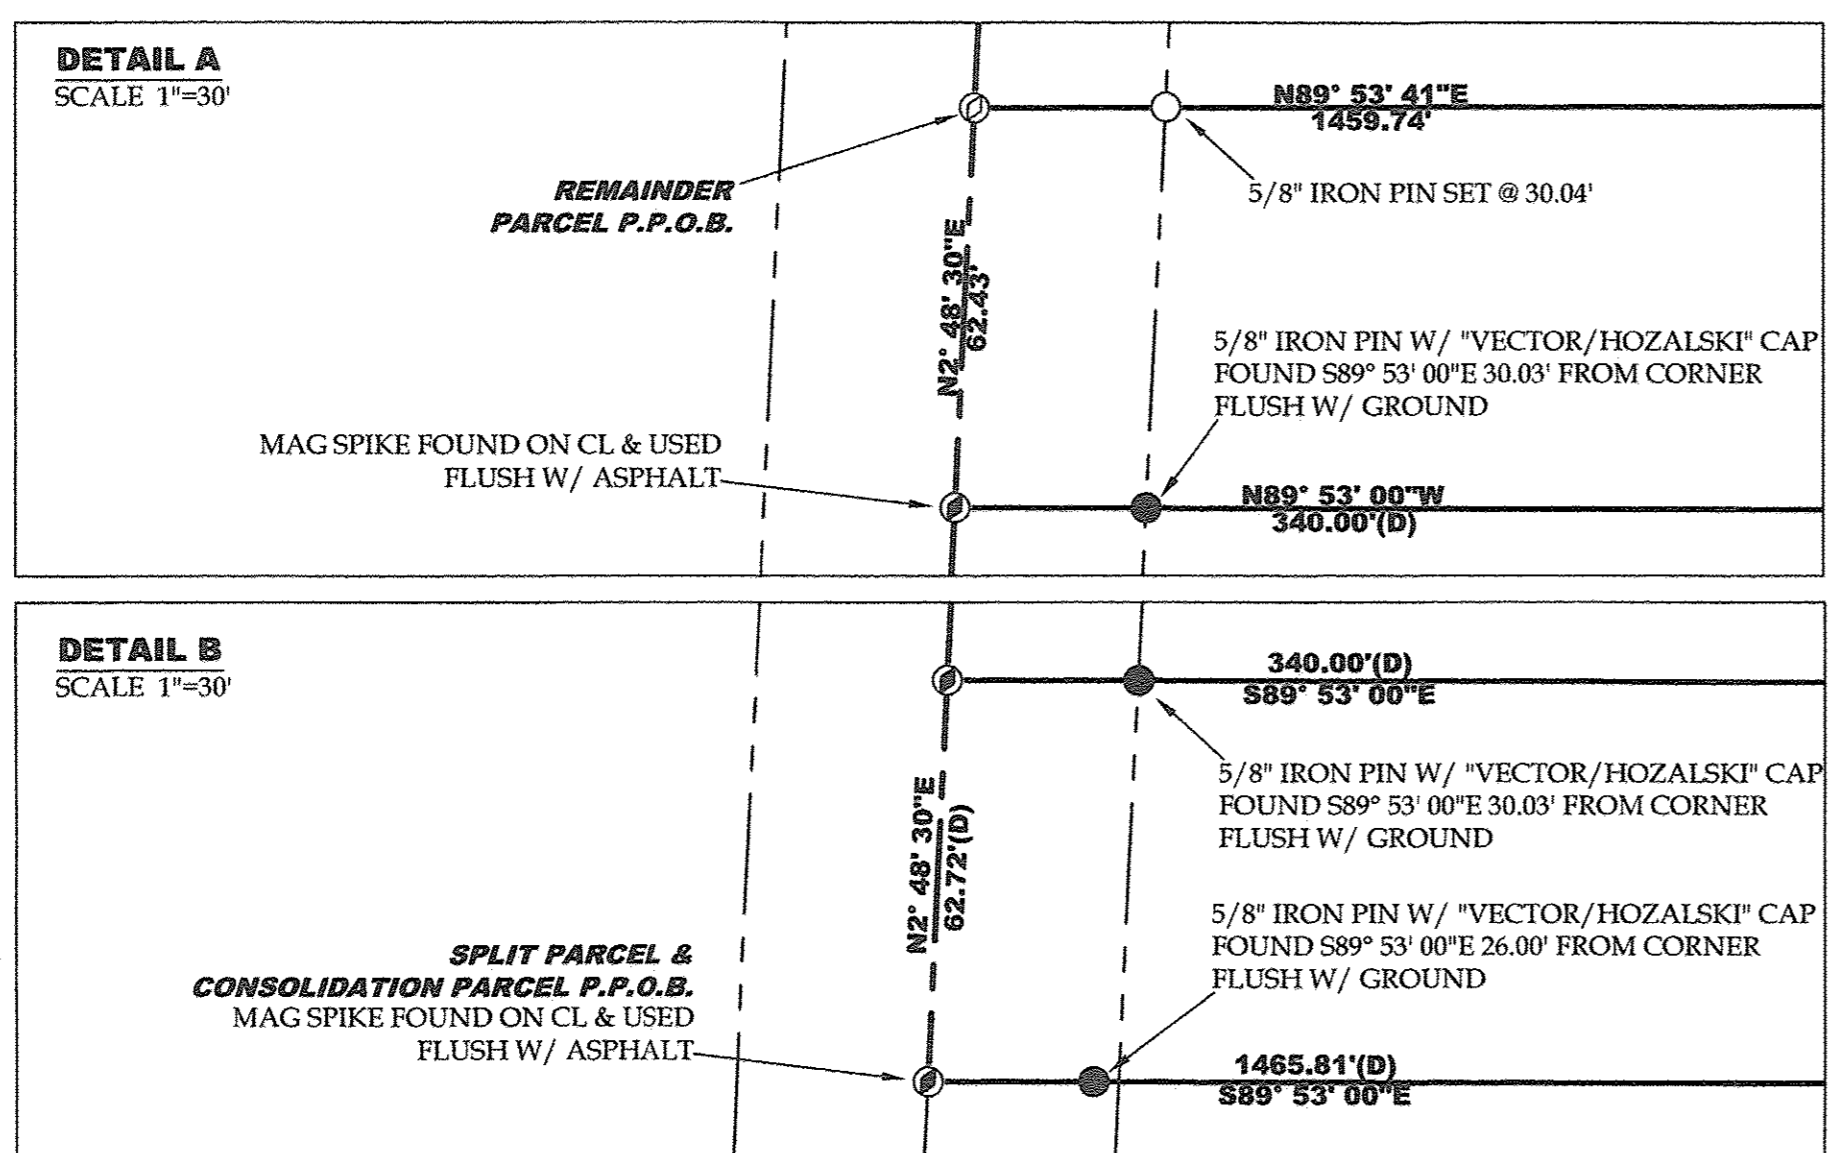 DETAIL A
SCALE 1"=30'
N89° 53' 41"E
1459.74'
REMAINDER
PARCEL P.P.O.B.
5/8" IRON PIN SET @ 30.04'
N2° 48' 30"E
62.43'
5/8" IRON PIN W/ "VECTOR/HOZALSKI" CAP
FOUND S89° 53' 00"E 30.03' FROM CORNER
FLUSH W/ GROUND
MAG SPIKE FOUND ON CL & USED
FLUSH W/ ASPHALT
N89° 53' 00"W
340.00'(D)
DETAIL B
SCALE 1"=30'
340.00'(D)
S89° 53' 00"E
5/8" IRON PIN W/ "VECTOR/HOZALSKI" CAP
FOUND S89° 53' 00"E 30.03' FROM CORNER
FLUSH W/ GROUND
N2° 48' 30"E
62.72'(D)
5/8" IRON PIN W/ "VECTOR/HOZALSKI" CAP
FOUND S89° 53' 00"E 26.00' FROM CORNER
FLUSH W/ GROUND
SPLIT PARCEL &
CONSOLIDATION PARCEL P.P.O.B.
MAG SPIKE FOUND ON CL & USED
FLUSH W/ ASPHALT
1465.81'(D)
S89° 53' 00"E